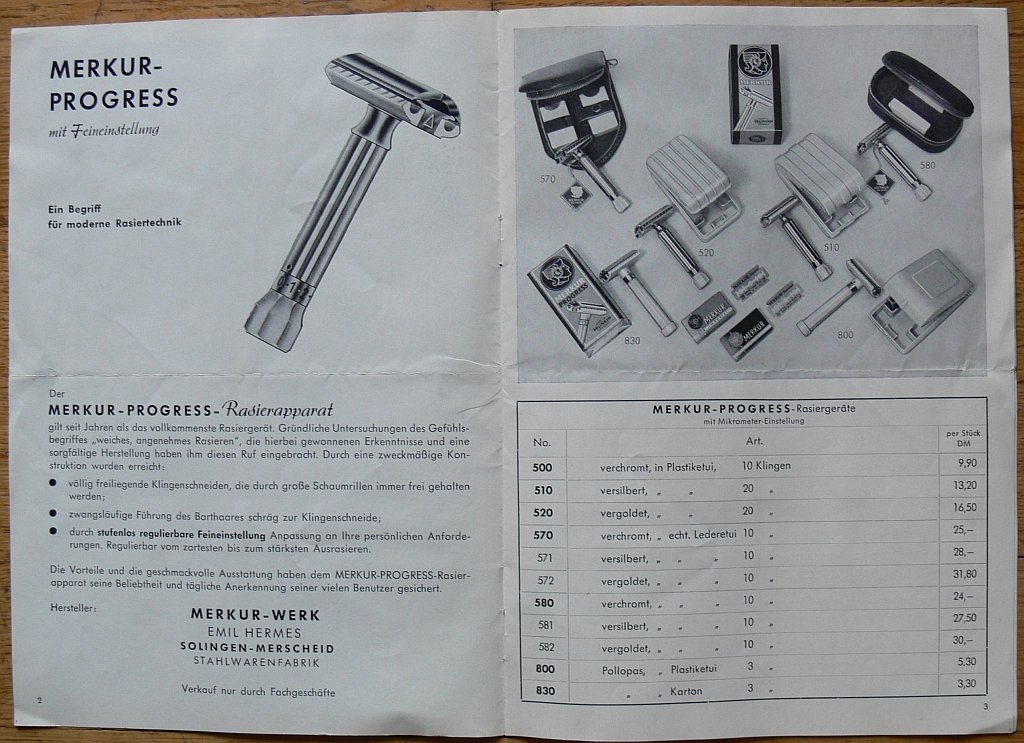 MERKUR-
PROGRESS
mit Feineinstellung
Ein Begriff
für moderne Rasiertechnik
0·1·2·
Der
MERKUR-PROGRESS-Rasierapparat
gilt seit Jahren als das vollkommenste Rasiergerät. Gründliche Untersuchungen des Gefühls-
begriffes „weiches, angenehmes Rasieren", die hierbei gewonnenen Erkenntnisse und eine
sorgfältige Herstellung haben ihm diesen Ruf eingebracht. Durch eine zweckmäßige Kon-
struktion wurden erreicht:
● völlig freiliegende Klingenschneiden, die durch große Schaumrillen immer frei gehalten
werden;
● zwangsläufige Führung des Barthaares schräg zur Klingenschneide;
● durch stufenlos regulierbare Feineinstellung Anpassung an Ihre persönlichen Anforde-
rungen. Regulierbar vom zartesten bis zum stärksten Ausrasieren.
Die Vorteile und die geschmackvolle Ausstattung haben dem MERKUR-PROGRESS-Rasier-
apparat seine Beliebtheit und tägliche Anerkennung seiner vielen Benutzer gesichert.
Hersteller:
MERKUR-WERK
EMIL HERMES
SOLINGEN-MERSCHEID
STAHLWARENFABRIK
Verkauf nur durch Fachgeschäfte
2
MERKUR
570
580
520
510
MERKUR
PROGRESS
830
MERKUR
MERKUR
800
MERKUR-PROGRESS-Rasiergeräte
mit Mikrometer-Einstellung
No. Art. per Stück DM
500 verchromt, in Plastiketui, 10 Klingen 9,90
510 versilbert, „ „ 20 „ 13,20
520 vergoldet, „ „ 20 „ 16,50
570 verchromt, „ echt. Lederetui 10 „ 25,–
571 versilbert, „ „ „ 10 „ 28,–
572 vergoldet, „ „ „ 10 „ 31,80
580 verchromt, „ „ „ 10 „ 24,–
581 versilbert, „ „ „ 10 „ 27,50
582 vergoldet, „ „ „ 10 „ 30,–
800 Pollopas, „ Plastiketui 3 „ 5,30
830 „ „ Karton 3 „ 3,30
3